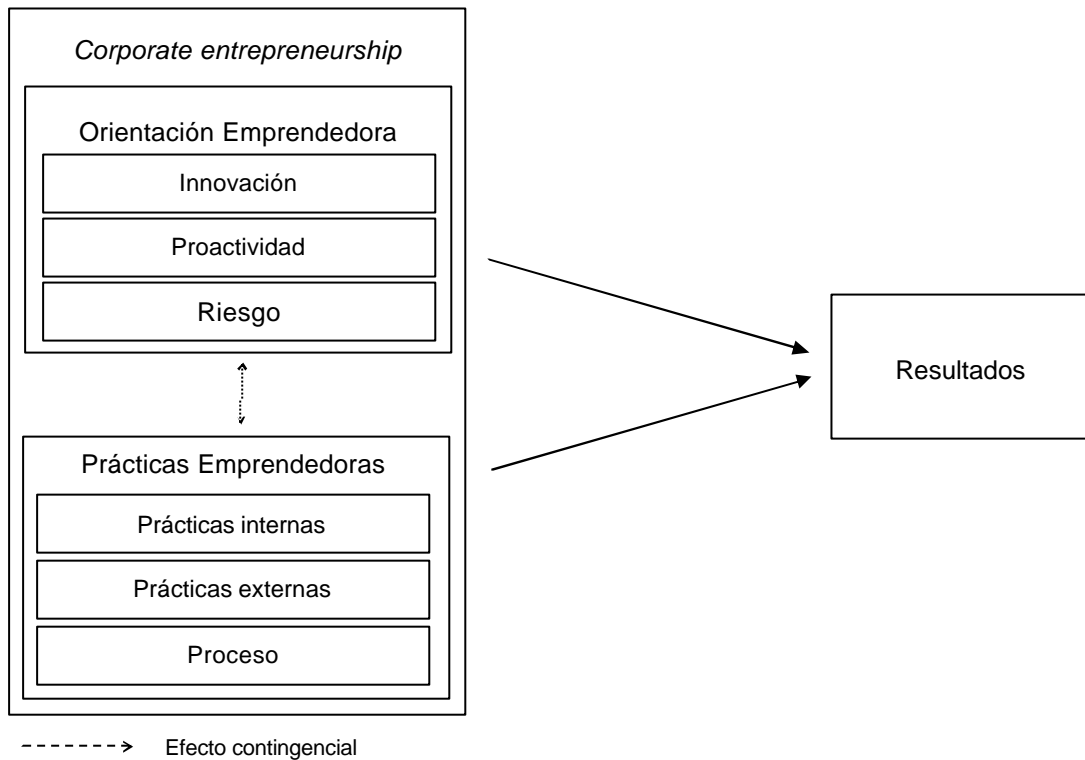 Corporate entrepreneurship
Orientación Emprendedora
Innovación
Proactividad
Riesgo
Prácticas Emprendedoras
Prácticas internas
Prácticas externas
Proceso
Resultados
Efecto contingencial